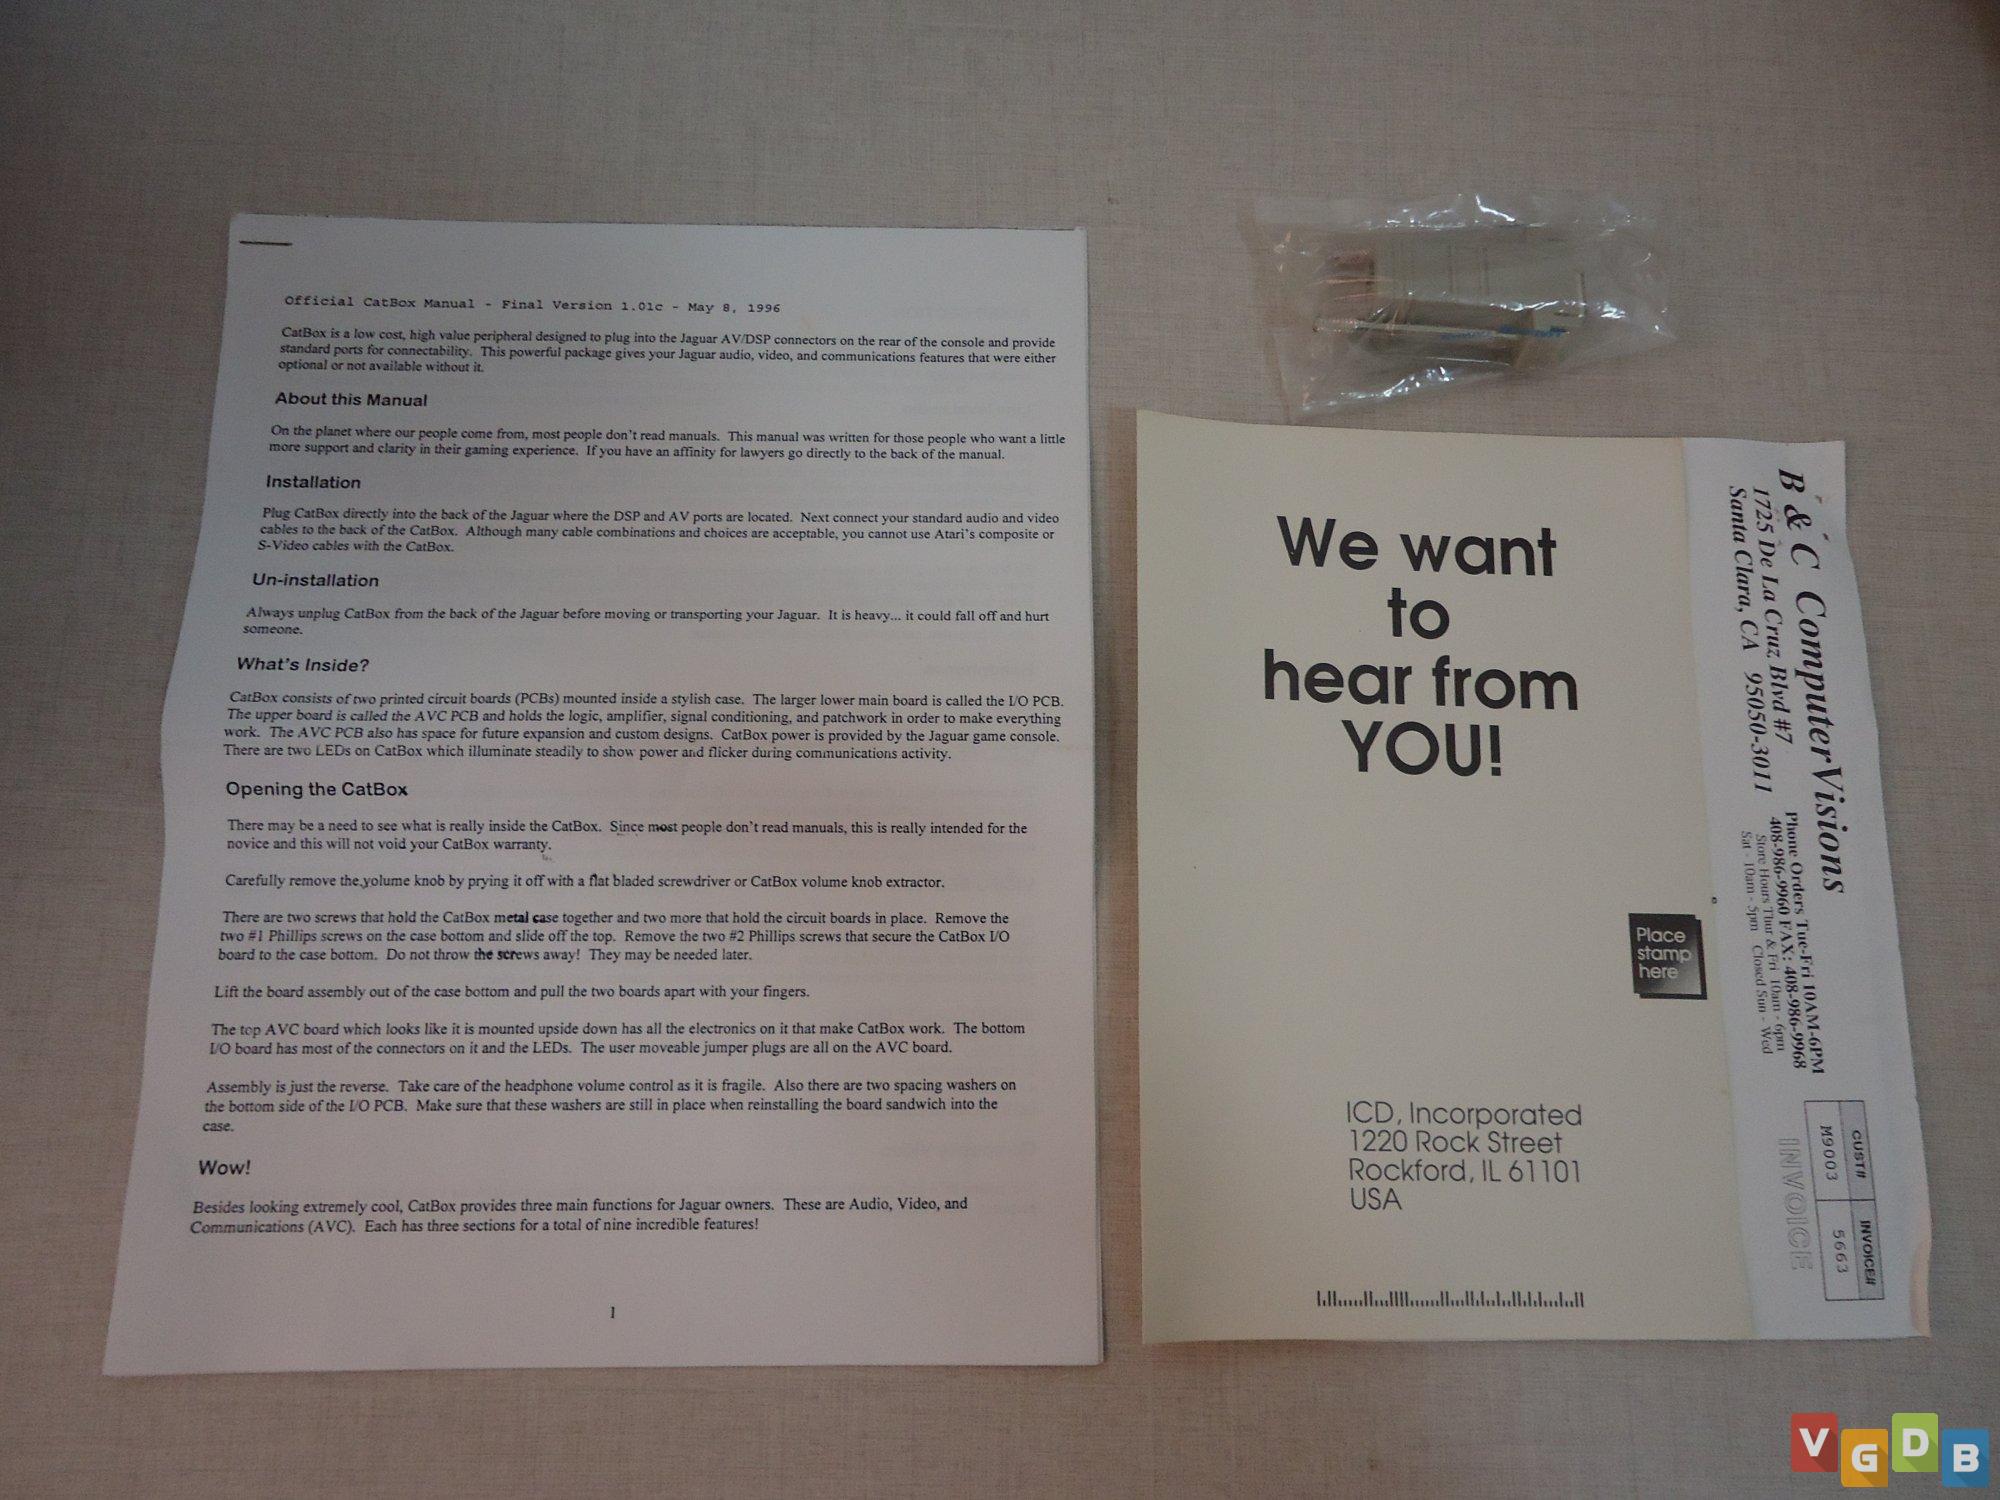 Official CatBox Manual - Final Version 1.01c - May 8, 1996
CatBox is a low cost, high value peripheral designed to plug into the Jaguar AV/DSP connectors on the rear of the console and provide
standard ports for connectability. This powerful package gives your Jaguar audio, video, and communications features that were either
optional or not available without it.
About this Manual
On the planet where our people come from, most people don't read manuals. This manual was written for those people who want a little
more support and clarity in their gaming experience. If you have an affinity for lawyers go directly to the back of the manual.
Installation
Plug CatBox directly into the back of the Jaguar where the DSP and AV ports are located. Next connect your standard audio and video
cables to the back of the CatBox. Although many cable combinations and choices are acceptable, you cannot use Atari's composite or
S-Video cables with the CatBox.
Un-installation
Always unplug CatBox from the back of the Jaguar before moving or transporting your Jaguar. It is heavy... it could fall off and hurt
someone.
What's Inside?
CatBox consists of two printed circuit boards (PCBs) mounted inside a stylish case. The larger lower main board is called the I/O PCB.
The upper board is called the AVC PCB and holds the logic, amplifier, signal conditioning, and patchwork in order to make everything
work. The AVC PCB also has space for future expansion and custom designs. CatBox power is provided by the Jaguar game console.
There are two LEDs on CatBox which illuminate steadily to show power and flicker during communications activity.
Opening the CatBox
There may be a need to see what is really inside the CatBox. Since most people don't read manuals, this is really intended for the
novice and this will not void your CatBox warranty.
Carefully remove the volume knob by prying it off with a flat bladed screwdriver or CatBox volume knob extractor.
There are two screws that hold the CatBox metal case together and two more that hold the circuit boards in place. Remove the
two #1 Phillips screws on the case bottom and slide off the top. Remove the two #2 Phillips screws that secure the CatBox I/O
board to the case bottom. Do not throw the screws away! They may be needed later.
Lift the board assembly out of the case bottom and pull the two boards apart with your fingers.
The top AVC board which looks like it is mounted upside down has all the electronics on it that make CatBox work. The bottom
I/O board has most of the connectors on it and the LEDs. The user moveable jumper plugs are all on the AVC board.
Assembly is just the reverse. Take care of the headphone volume control as it is fragile. Also there are two spacing washers on
the bottom side of the I/O PCB. Make sure that these washers are still in place when reinstalling the board sandwich into the
case.
Wow!
Besides looking extremely cool, CatBox provides three main functions for Jaguar owners. These are Audio, Video, and
Communications (AVC). Each has three sections for a total of nine incredible features!
1
We want
to
hear from
YOU!
Place
stamp
here
ICD, Incorporated
1220 Rock Street
Rockford, IL 61101
USA
B & C ComputerVisions
1725 De La Cruz Blvd #7
Santa Clara, CA 95050-3011
Phone Orders Tue-Fri 10AM-6PM
408-986-9960 FAX: 408-986-9968
Store Hours Thur & Fri 10am - 6pm
Sat - 10am - 5pm Closed Sun - Wed
CUST# INVOICE#
M9003 5663
INVOICE
VGDB